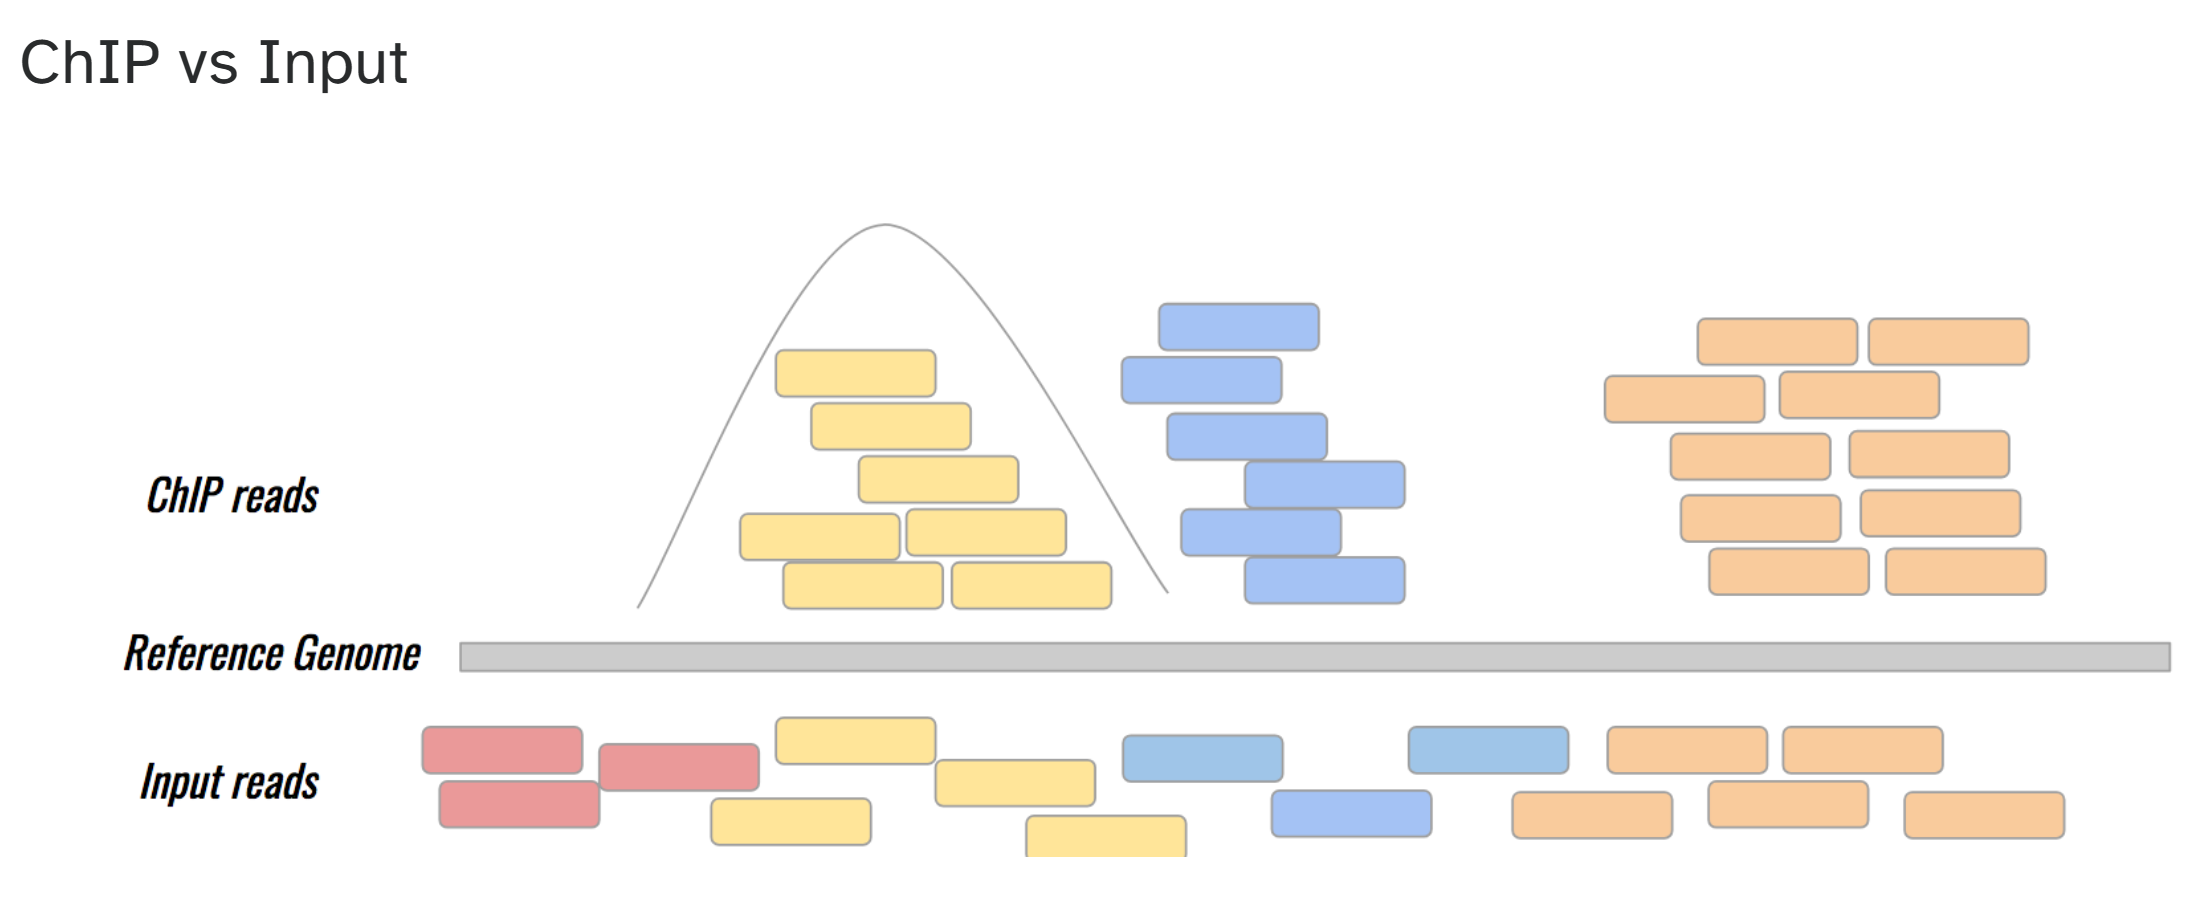 ChIP vs Input
ChIP reads
Reference Genome
Input reads